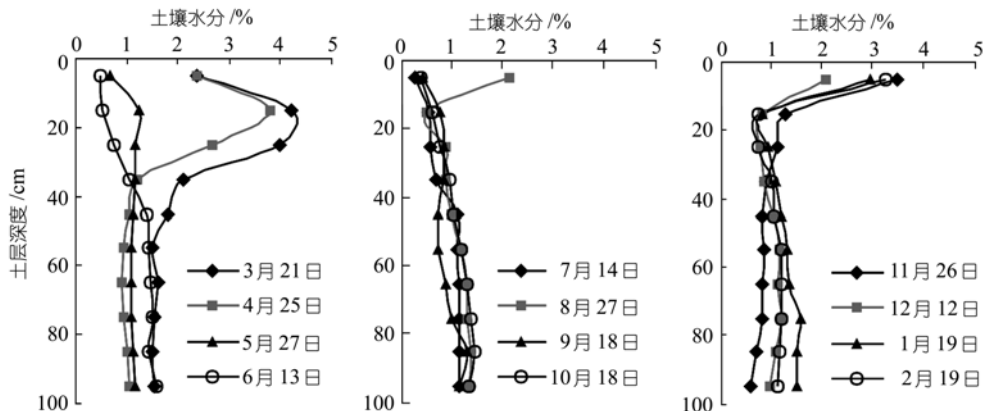 土壤水分 /%
0 1 2 3 4 5
0
20
40
60
80
100
土层深度 /cm
3月 21日
4月 25日
5月 27日
6月 13日
土壤水分 /%
0 1 2 3 4 5
0
20
40
60
80
100
7月 14日
8月 27日
9月 18日
10月 18日
土壤水分 /%
0 1 2 3 4 5
0
20
40
60
80
100
11月 26日
12月 12日
1月 19日
2月 19日